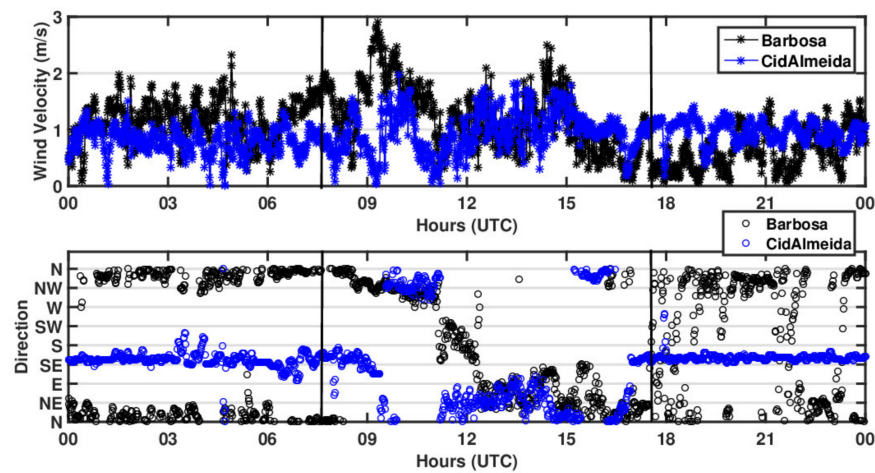 3
2
1
0
Wind Velocity (m/s)
Barbosa
CidAlmeida
00 03 06 09 12 15 18 21 00
Hours (UTC)
Barbosa
CidAlmeida
N
NW
W
SW
S
SE
E
NE
N
Direction
00 03 06 09 12 15 18 21 00
Hours (UTC)